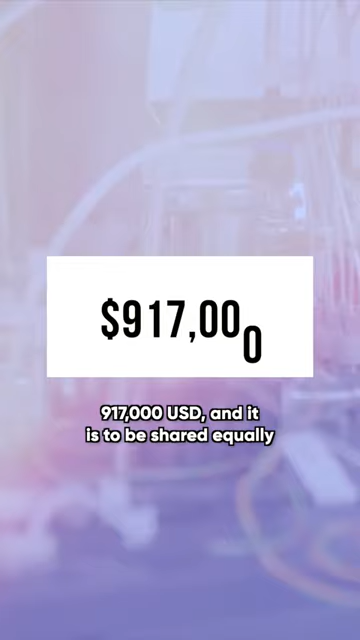 $917,000
917,000 USD, and it
is to be shared equally